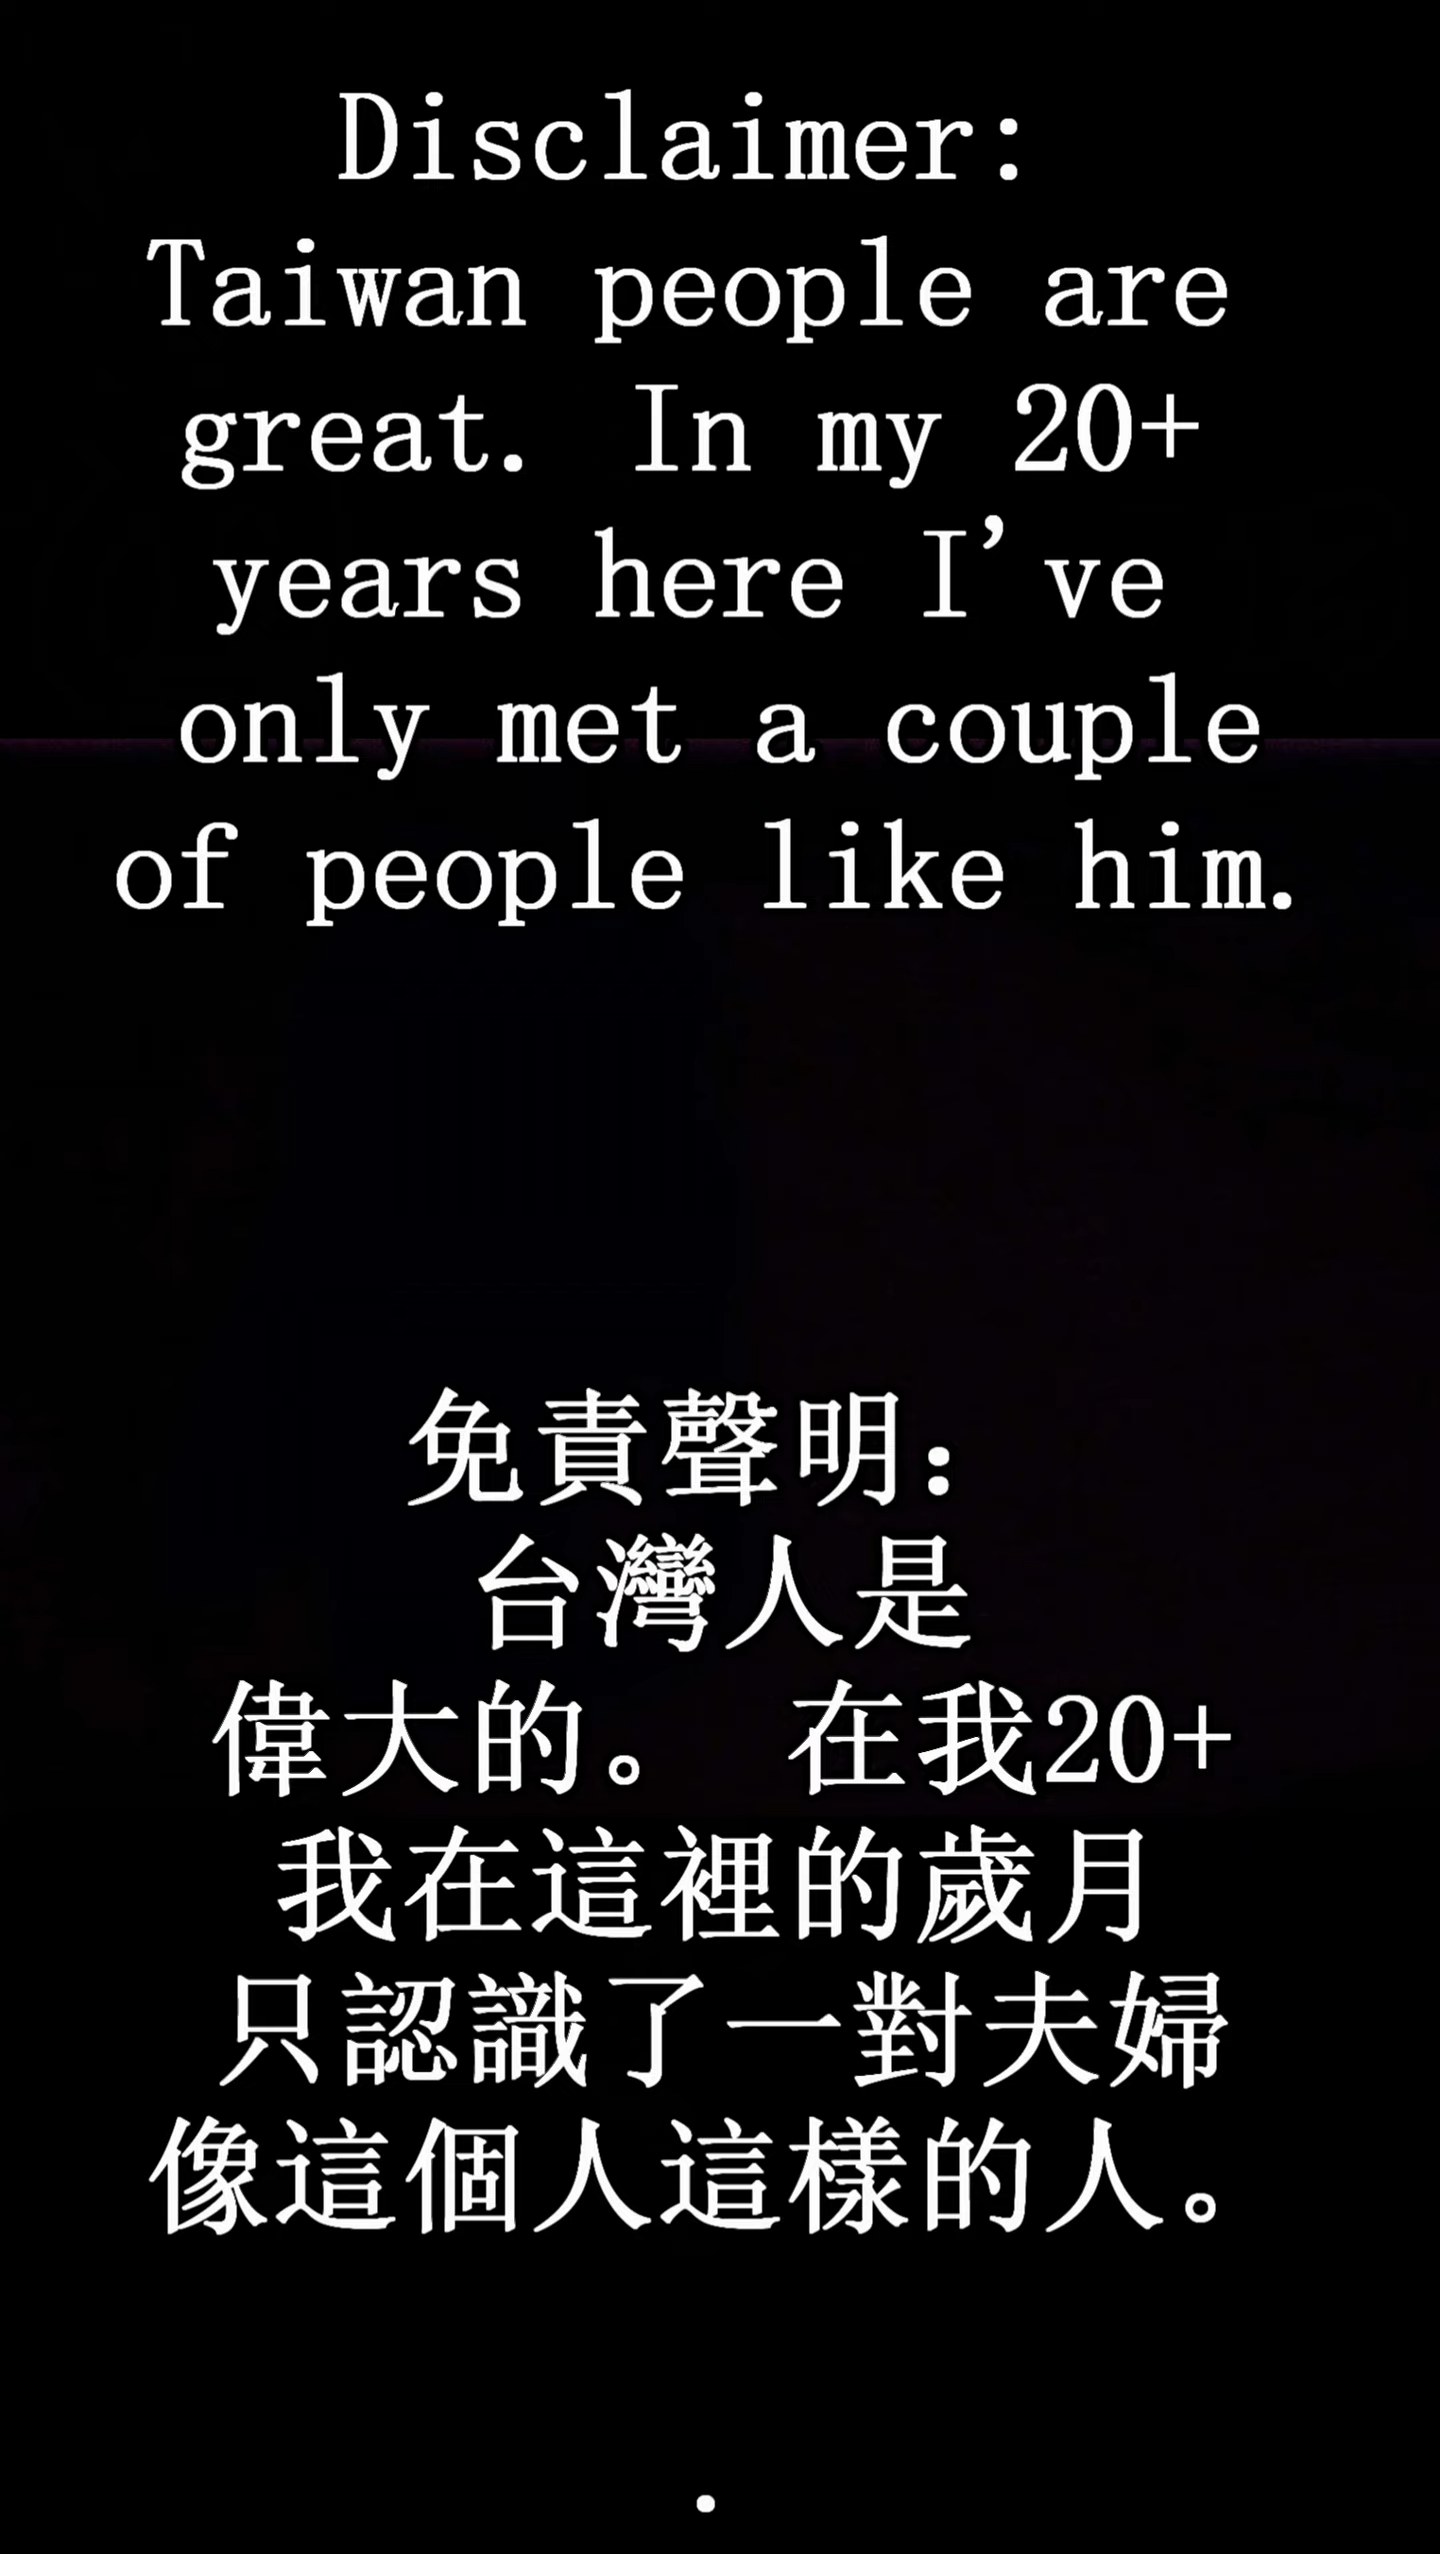 Disclaimer:
Taiwan people are
great. In my 20+
years here I've
only met a couple
of people like him.
免責聲明：
台灣人是
偉大的。 在我20+
我在這裡的歲月
只認識了一對夫婦
像這個人這樣的人。
.